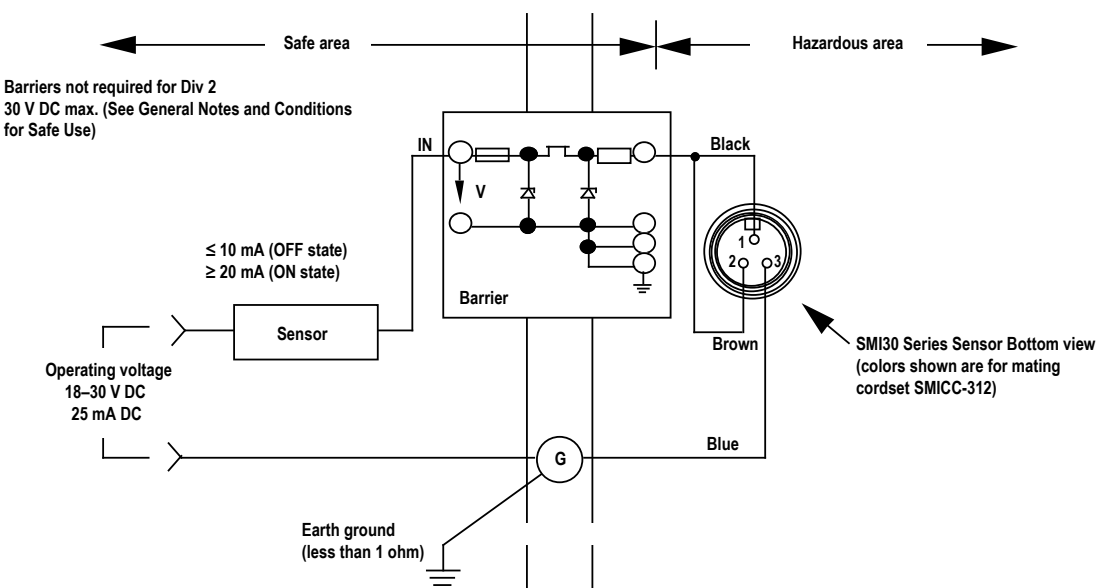 Safe area
Hazardous area
Barriers not required for Div 2
30 V DC max. (See General Notes and Conditions
for Safe Use)
IN
Black
V
≤ 10 mA (OFF state)
≥ 20 mA (ON state)
1
2
3
Barrier
Sensor
Brown
SMI30 Series Sensor Bottom view
(colors shown are for mating
cordset SMICC-312)
Operating voltage
18–30 V DC
25 mA DC
Blue
G
Earth ground
(less than 1 ohm)